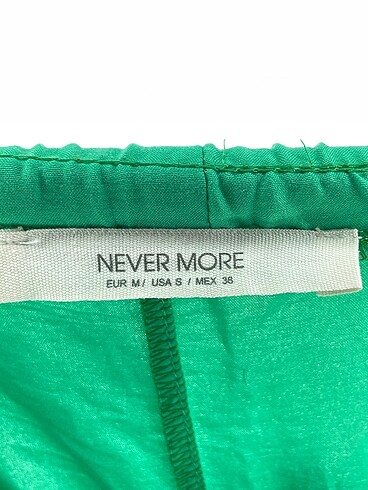 NEVER MORE
EUR M / USA S / MEX 38